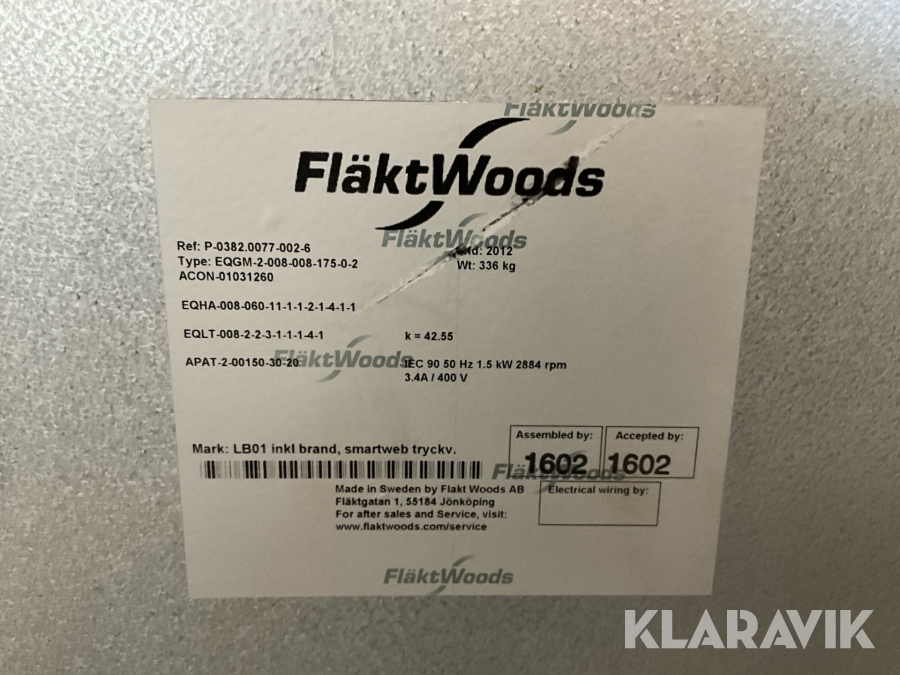 FläktWoods
FläktWoods
FläktWoods
Ref: P-0382.0077-002-6
2012
Type: EQGM-2-008-008-175-0-2
Wt: 336 kg
ACON-01031260
EQHA-008-060-11-1-1-2-1-4-1-1
EQLT-008-2-2-3-1-1-1-4-1
k = 42.55
FläktWoods
APAT-2-00150-30-20
IEC 90 50 Hz 1.5 kW 2884 rpm
3.4A / 400 V
Mark: LB01 inkl brand, smartweb tryckv.
Assembled by:
1602
Accepted by:
1602
FläktWoods
Made in Sweden by Flakt Woods AB
Fläktgatan 1, 55184 Jönköping
For after sales and Service, visit:
www.flaktwoods.com/service
Electrical wiring by:
FläktWoods
KLARAVIK